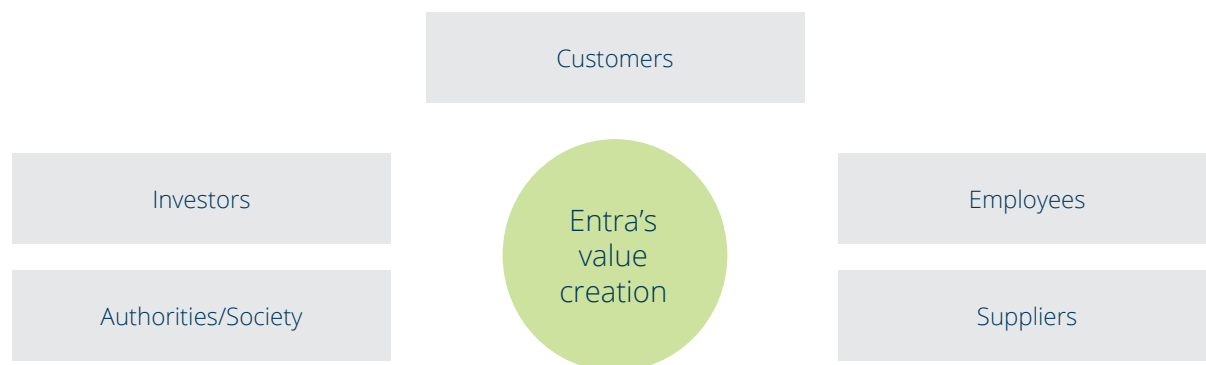 Customers
Investors
Employees
Entra’s
value
creation
Authorities/Society
Suppliers